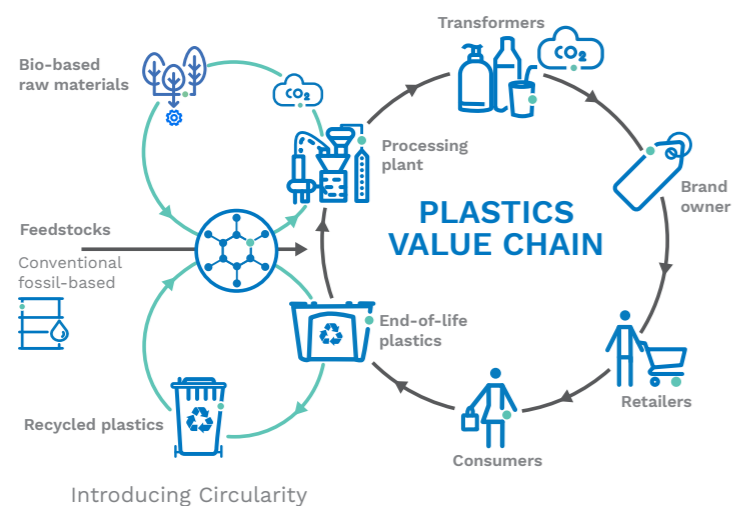 Transformers
CO₂
Bio-based
raw materials
CO₂
Processing
plant
PLASTICS
VALUE CHAIN
Brand
owner
Feedstocks
Conventional
fossil-based
End-of-life
plastics
Retailers
Recycled plastics
Consumers
Introducing Circularity